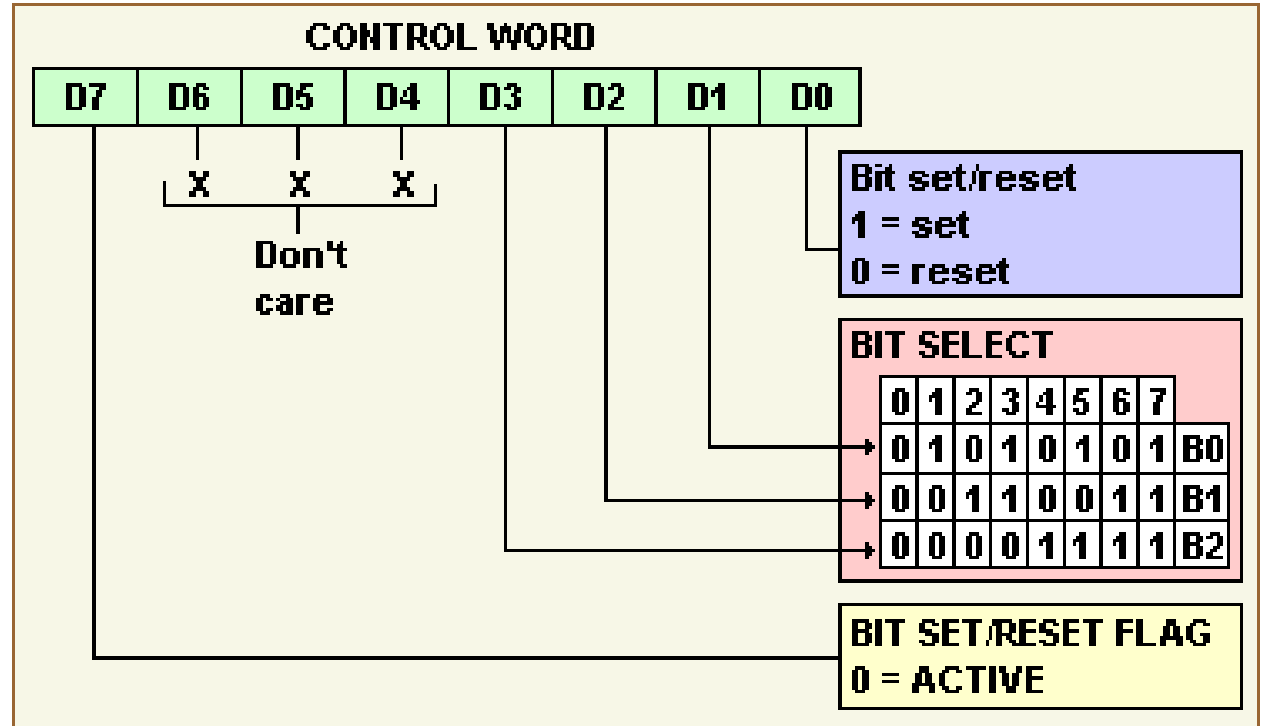 CONTROL WORD
D7 D6 D5 D4 D3 D2 D1 D0
X X X
Don't
care
Bit set/reset
1 = set
0 = reset
BIT SELECT
0 1 2 3 4 5 6 7
0 1 0 1 0 1 0 1 B0
0 0 1 1 0 0 1 1 B1
0 0 0 0 1 1 1 1 B2
BIT SET/RESET FLAG
0 = ACTIVE